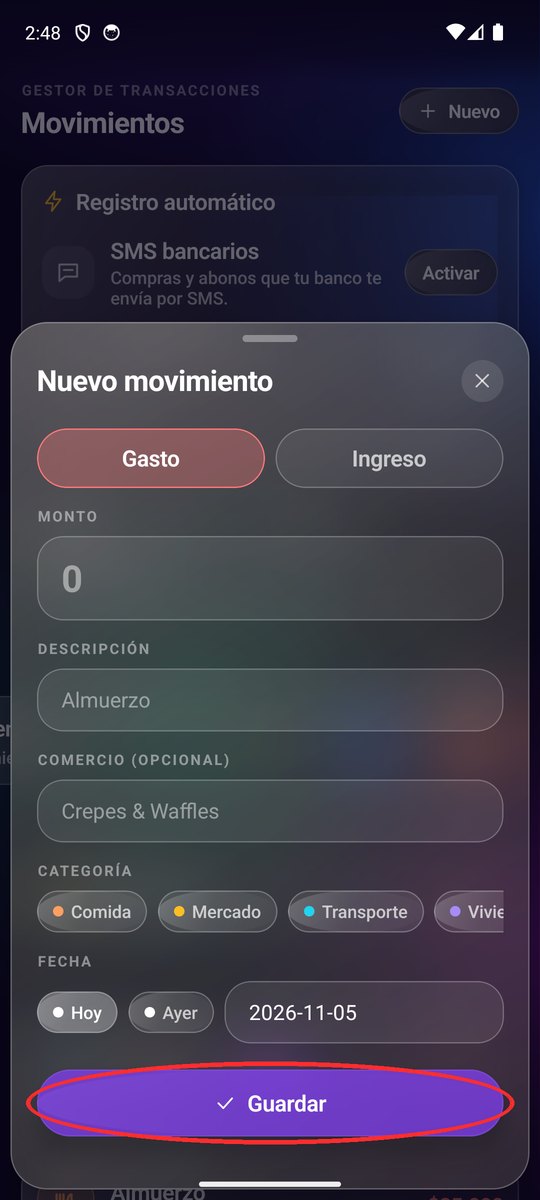 2:48
GESTOR DE TRANSACCIONES
Movimientos
Nuevo
Registro automático
SMS bancarios
Compras y abonos que tu banco te
envía por SMS.
Activar
Nuevo movimiento
Gasto
Ingreso
MONTO
0
DESCRIPCIÓN
Almuerzo
COMERCIO (OPCIONAL)
Crepes & Waffles
CATEGORÍA
Comida
Mercado
Transporte
Vivie
FECHA
Hoy
Ayer
2026-11-05
Guardar
Almuerzo